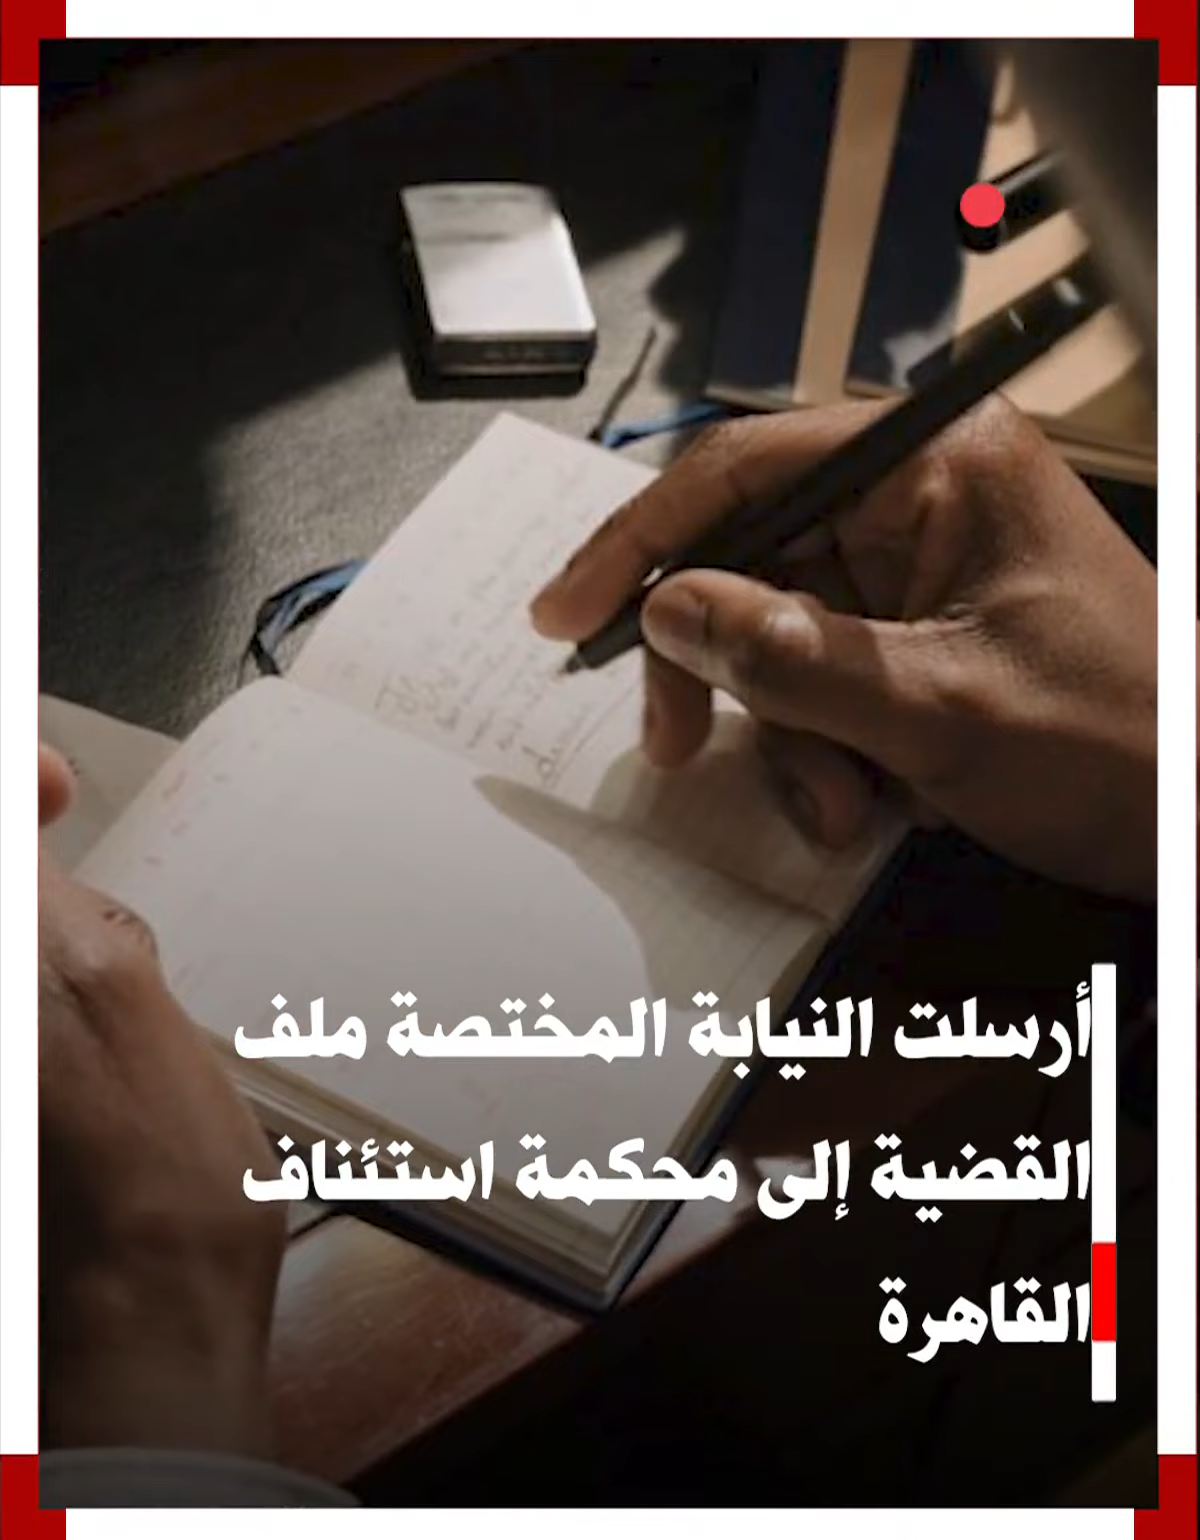 أرسلت النيابة المختصة ملف
القضية إلى محكمة استئناف
القاهرة